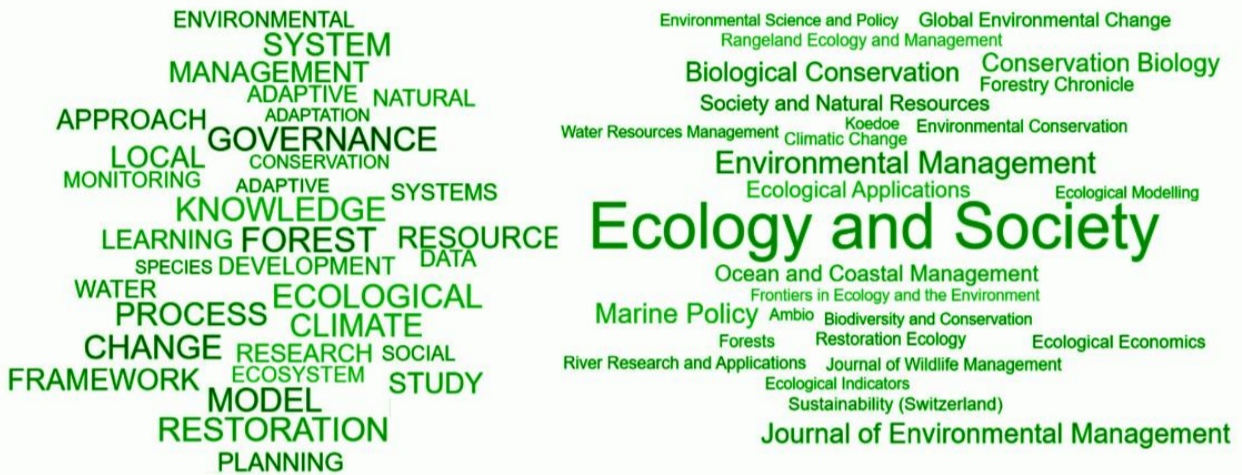 ENVIRONMENTAL
SYSTEM
MANAGEMENT
ADAPTIVE NATURAL
APPROACH ADAPTATION
GOVERNANCE
LOCAL CONSERVATION
MONITORING ADAPTIVE SYSTEMS
KNOWLEDGE
LEARNING FOREST RESOURCE
SPECIES DEVELOPMENT DATA
WATER ECOLOGICAL
PROCESS CLIMATE
CHANGE RESEARCH SOCIAL
FRAMEWORK ECOSYSTEM STUDY
MODEL
RESTORATION
PLANNING
Environmental Science and Policy Global Environmental Change
Rangeland Ecology and Management
Biological Conservation Conservation Biology
Forestry Chronicle
Society and Natural Resources
Water Resources Management Koedoe Environmental Conservation
Climatic Change
Environmental Management
Ecological Applications Ecological Modelling
Ecology and Society
Ocean and Coastal Management
Frontiers in Ecology and the Environment
Marine Policy Ambio Biodiversity and Conservation
Forests Restoration Ecology Ecological Economics
River Research and Applications Journal of Wildlife Management
Ecological Indicators
Sustainability (Switzerland)
Journal of Environmental Management